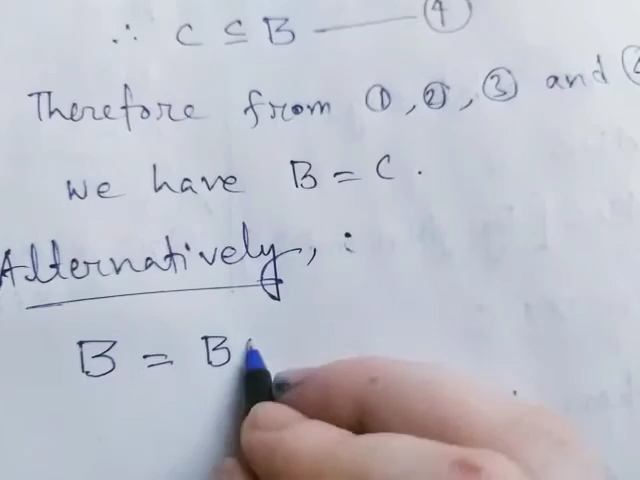 ∴ C ⊆ B ——— ④
Therefore from ①, ②, ③ and
we have B = C.
Alternatively, :
B = B